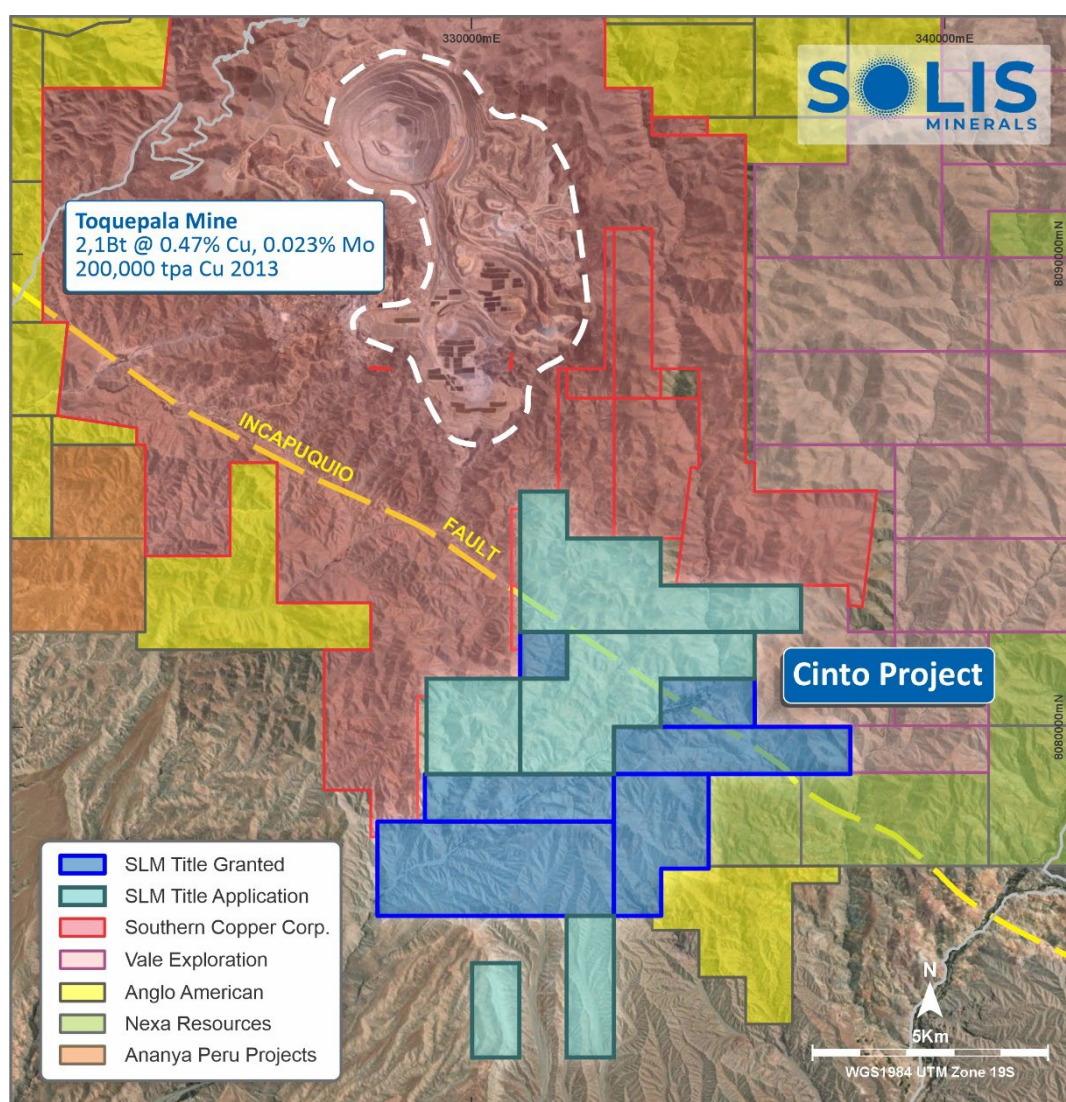 330000mE
340000mE
SOLIS
MINERALS
Toquepala Mine
2,1Bt @ 0.47% Cu, 0.023% Mo
200,000 tpa Cu 2013
8090000mN
INCAPUQUIO
FAULT
Cinto Project
8080000mN
SLM Title Granted
SLM Title Application
Southern Copper Corp.
Vale Exploration
Anglo American
Nexa Resources
Ananya Peru Projects
N
5Km
WGS1984 UTM Zone 19S